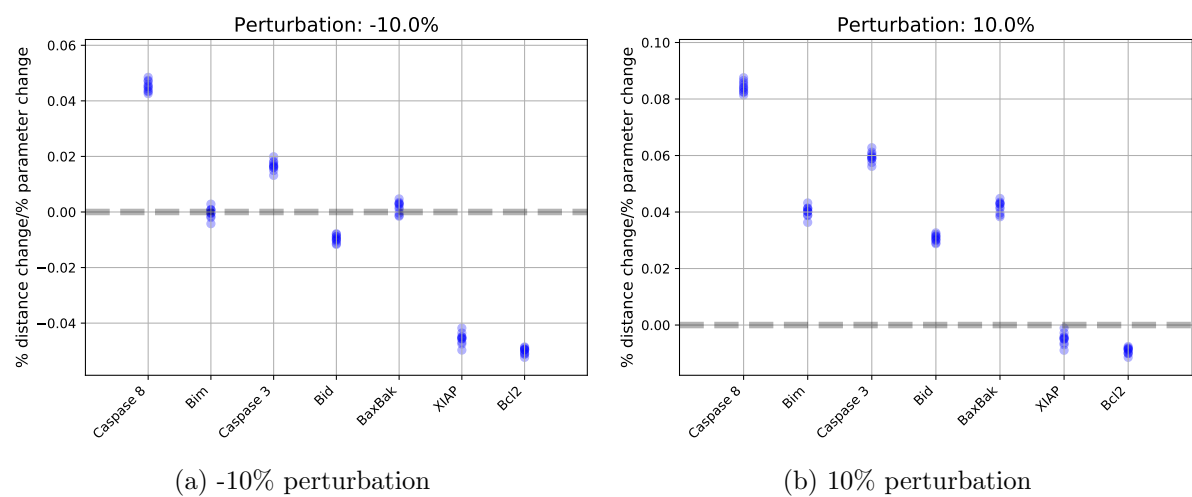 Perturbation: -10.0%
% distance change/% parameter change
0.06
0.04
0.02
0.00
−0.02
−0.04
Caspase 8
Bim
Caspase 3
Bid
BaxBak
XIAP
Bcl2
(a) -10% perturbation
Perturbation: 10.0%
% distance change/% parameter change
0.10
0.08
0.06
0.04
0.02
0.00
Caspase 8
Bim
Caspase 3
Bid
BaxBak
XIAP
Bcl2
(b) 10% perturbation